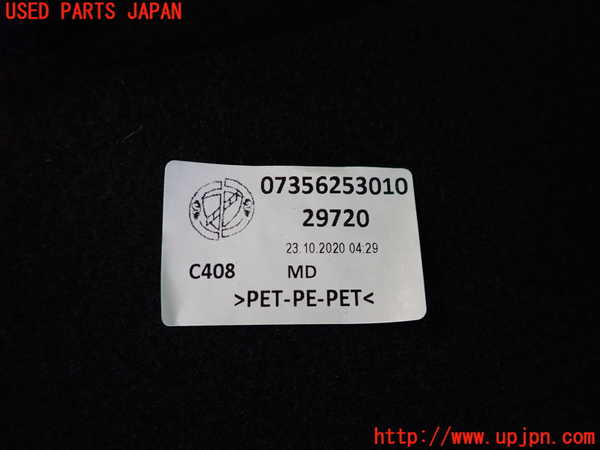 USED PARTS JAPAN
07356253010
29720
23.10.2020 04:29
C408 MD
>PET-PE-PET<
http://www.upjpn.com/